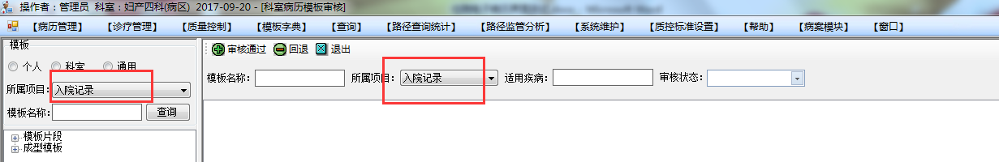 操作者：管理员 科室：妇产四科(病区) 2017-09-20 - [科室病历模板审核]
【病历管理】 【诊疗管理】 【质量控制】 【模板字典】 【查询】 【路径查询统计】 【路径监管分析】 【系统维护】 【质控标准设置】 【帮助】 【病案模块】 【窗口】
模板
个人 科室 通用
所属项目: 入院记录
模板名称: 查询
模板片段
成型模板
审核通过 回退 退出
模板名称: 所属项目: 入院记录 适用疾病: 审核状态: